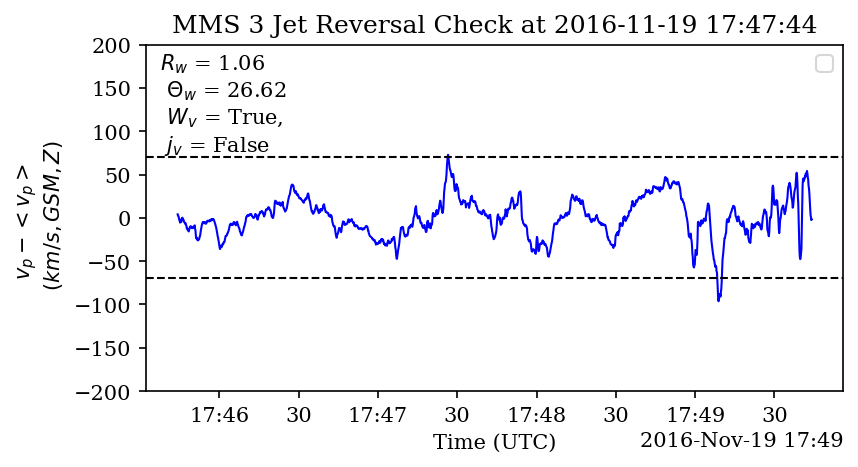 MMS 3 Jet Reversal Check at 2016-11-19 17:47:44
R_w = 1.06
Θ_w = 26.62
W_v = True,
j_v = False
200
150
100
50
0
−50
−100
−150
−200
v_p − < v_p >
(km/s, GSM, Z)
17:46 30 17:47 30 17:48 30 17:49 30
Time (UTC)
2016-Nov-19 17:49